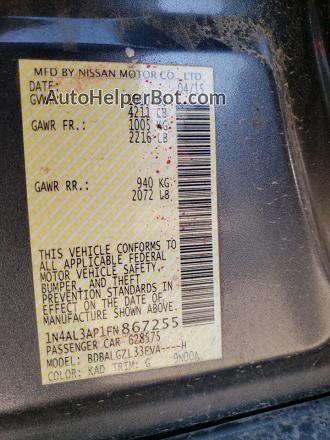 MFD BY NISSAN MOTOR CO., LTD.
DATE: 04/15
AutoHelperBot.com
4211 LB
GAWR FR: 1005 KG
2216 LB
GAWR RR: 940 KG
2072 LB
THIS VEHICLE CONFORMS TO
ALL APPLICABLE FEDERAL
MOTOR VEHICLE SAFETY,
BUMPER, AND THEFT
PREVENTION STANDARDS IN
EFFECT ON THE DATE OF
MANUFACTURE SHOWN ABOVE.
1N4AL3AP1FN867255
PASSENGER CAR 628575
MODEL: BDBALGZL33EVA----H
COLOR: KAD TRIM: G 9N00A